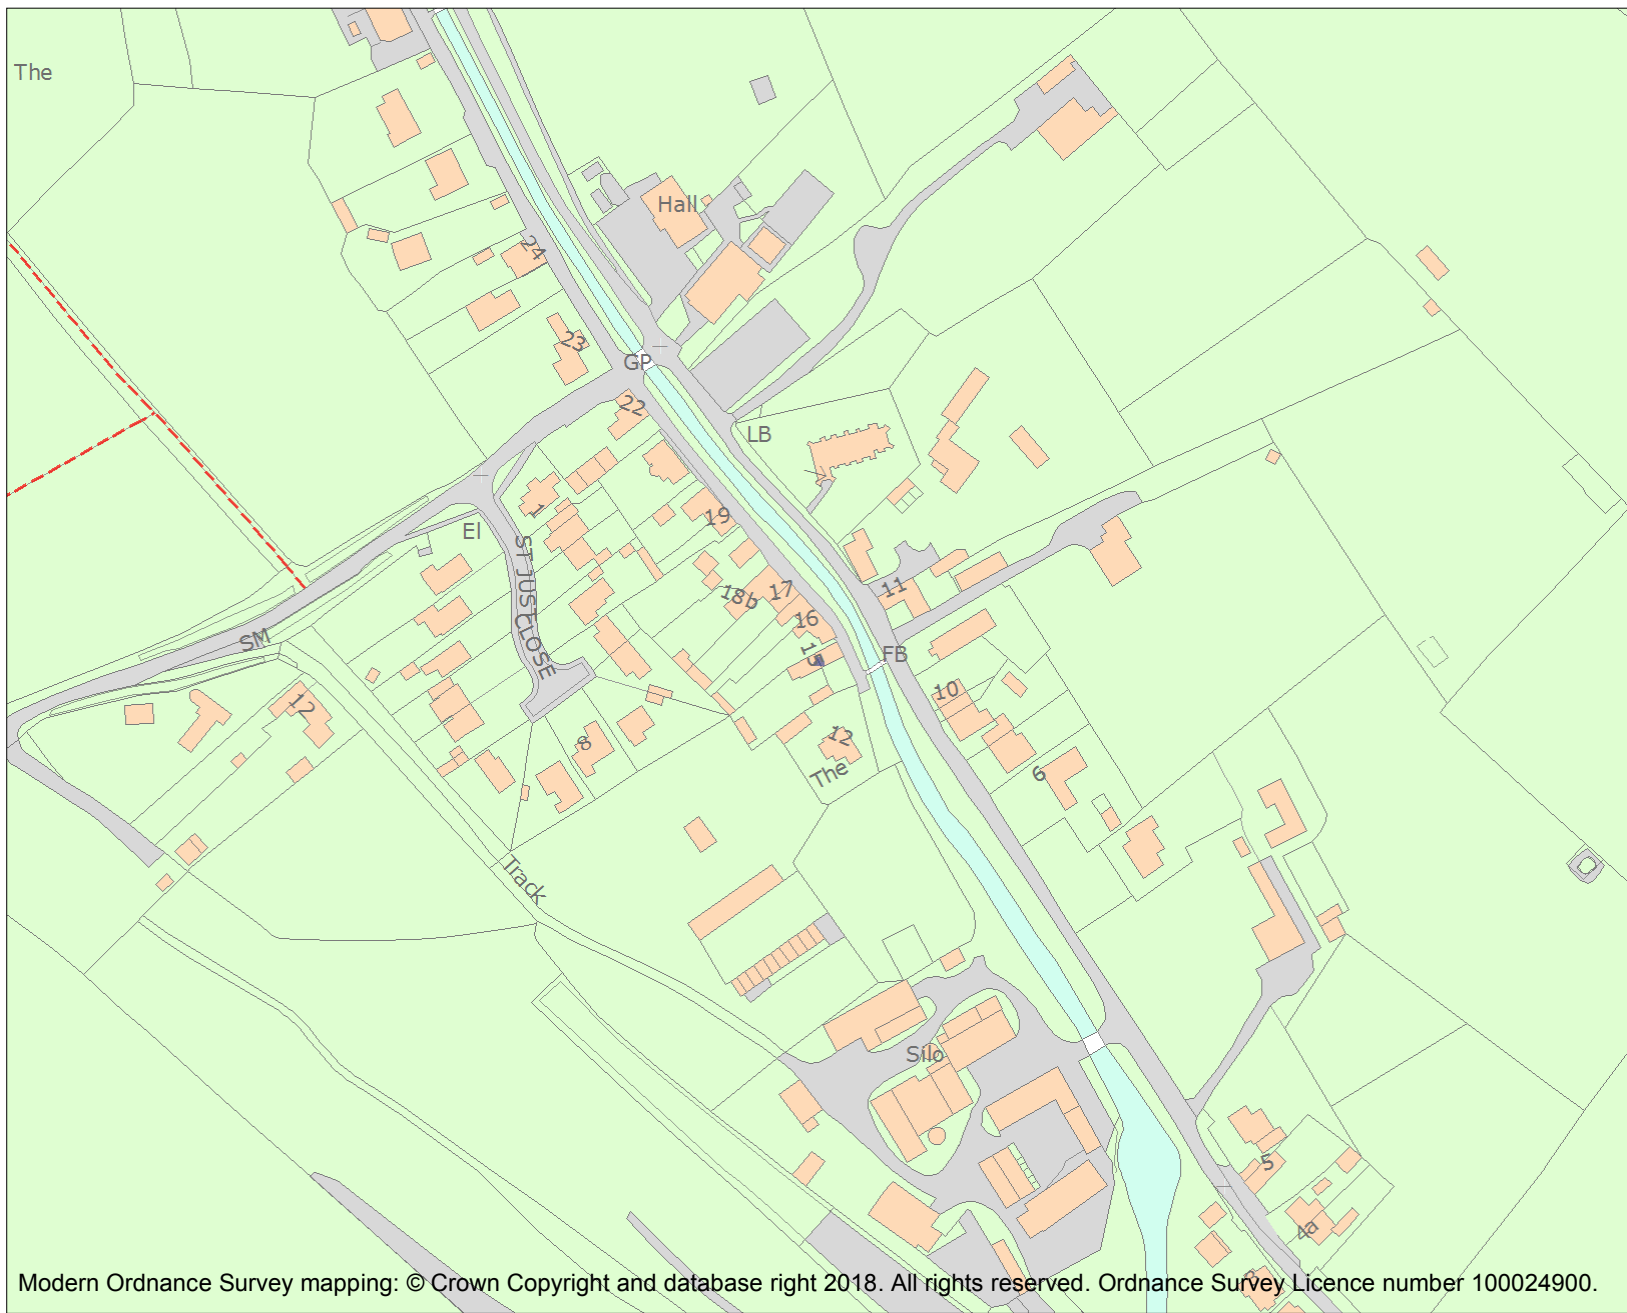 The
Hall
24
23
GP
22
LB
19
1
El
ST JUST CLOSE
18b
17
16
11
SM
FB
10
12
8
12
The
6
Track
Silo
5
4a
Modern Ordnance Survey mapping: © Crown Copyright and database right 2018. All rights reserved. Ordnance Survey Licence number 100024900.